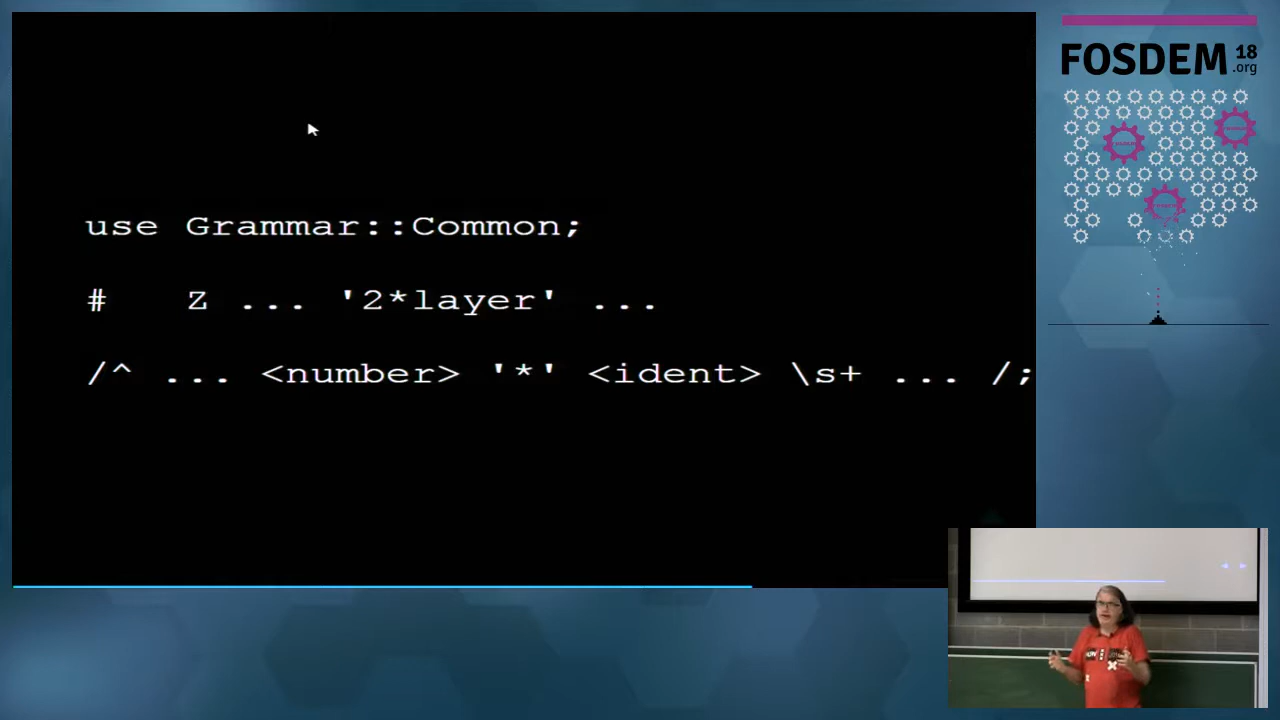 use Grammar::Common;
# Z ... '2*layer' ...
/^ ... <number> '*' <ident> \s+ ... /;
FOSDEM 18
.org